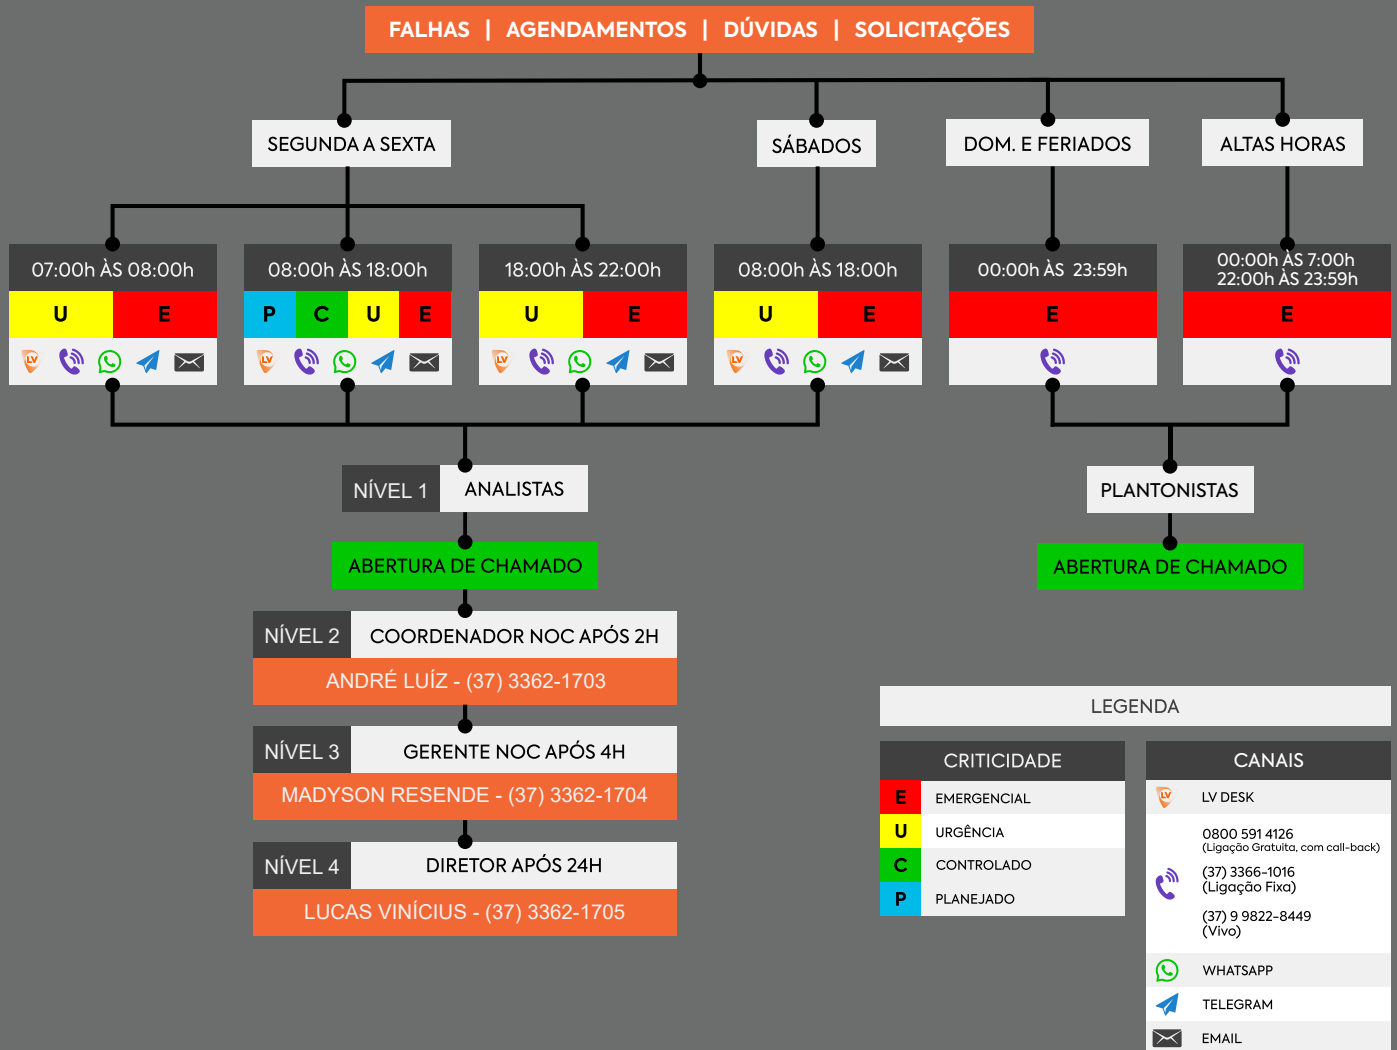 FALHAS | AGENDAMENTOS | DÚVIDAS | SOLICITAÇÕES
SEGUNDA A SEXTA
SÁBADOS
DOM. E FERIADOS
ALTAS HORAS
07:00h ÀS 08:00h
U E
08:00h ÀS 18:00h
P C U E
18:00h ÀS 22:00h
U E
08:00h ÀS 18:00h
U E
00:00h ÀS 23:59h
E
00:00h ÀS 7:00h
22:00h ÀS 23:59h
E
LV
LV
LV
LV
NÍVEL 1 ANALISTAS
ABERTURA DE CHAMADO
NÍVEL 2 COORDENADOR NOC APÓS 2H
ANDRÉ LUÍZ - (37) 3362-1703
NÍVEL 3 GERENTE NOC APÓS 4H
MADYSON RESENDE - (37) 3362-1704
NÍVEL 4 DIRETOR APÓS 24H
LUCAS VINÍCIUS - (37) 3362-1705
PLANTONISTAS
ABERTURA DE CHAMADO
LEGENDA
CRITICIDADE
E EMERGENCIAL
U URGÊNCIA
C CONTROLADO
P PLANEJADO
CANAIS
LV LV DESK
0800 591 4126
(Ligação Gratuita, com call-back)
(37) 3366-1016
(Ligação Fixa)
(37) 9 9822-8449
(Vivo)
WHATSAPP
TELEGRAM
EMAIL